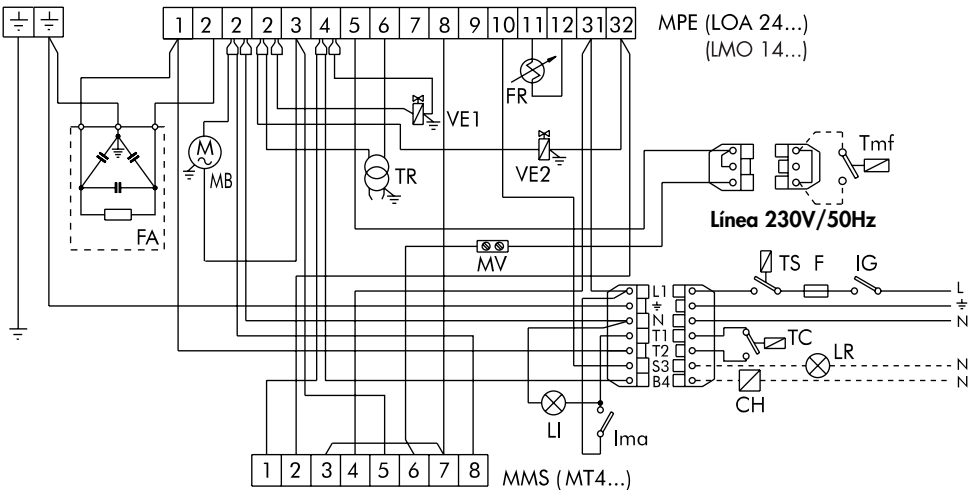 1 2 2 2 3 4 5 6 7 8 9 10 11 12 31 32 MPE (LOA 24...)
(LMO 14...)
FR
VE1
M
~
MB
VE2
Tmf
TR
Línea 230V/50Hz
FA
MV
TS F IG
L1 L
N N
T1
T2 TC
S3 LR N
B4 N
CH
LI
Ima
1 2 3 4 5 6 7 8 MMS (MT4...)